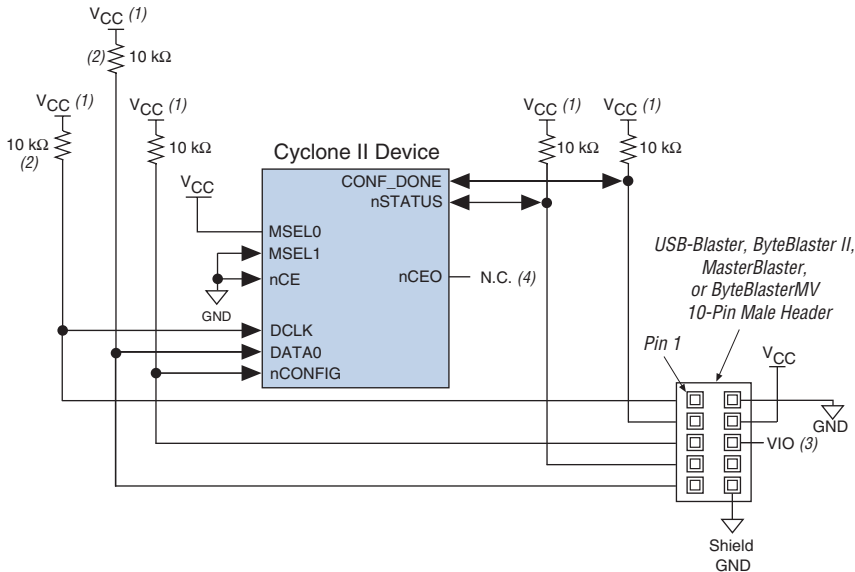 VCC (1)
(2) 10 kΩ
VCC (1)
10 kΩ
(2)
VCC (1)
10 kΩ
VCC (1)
10 kΩ
VCC (1)
10 kΩ
Cyclone II Device
VCC
CONF_DONE
nSTATUS
MSEL0
MSEL1
nCE
GND
nCEO
N.C. (4)
DCLK
DATA0
nCONFIG
USB-Blaster, ByteBlaster II,
MasterBlaster,
or ByteBlasterMV
10-Pin Male Header
Pin 1
VCC
GND
VIO (3)
Shield
GND